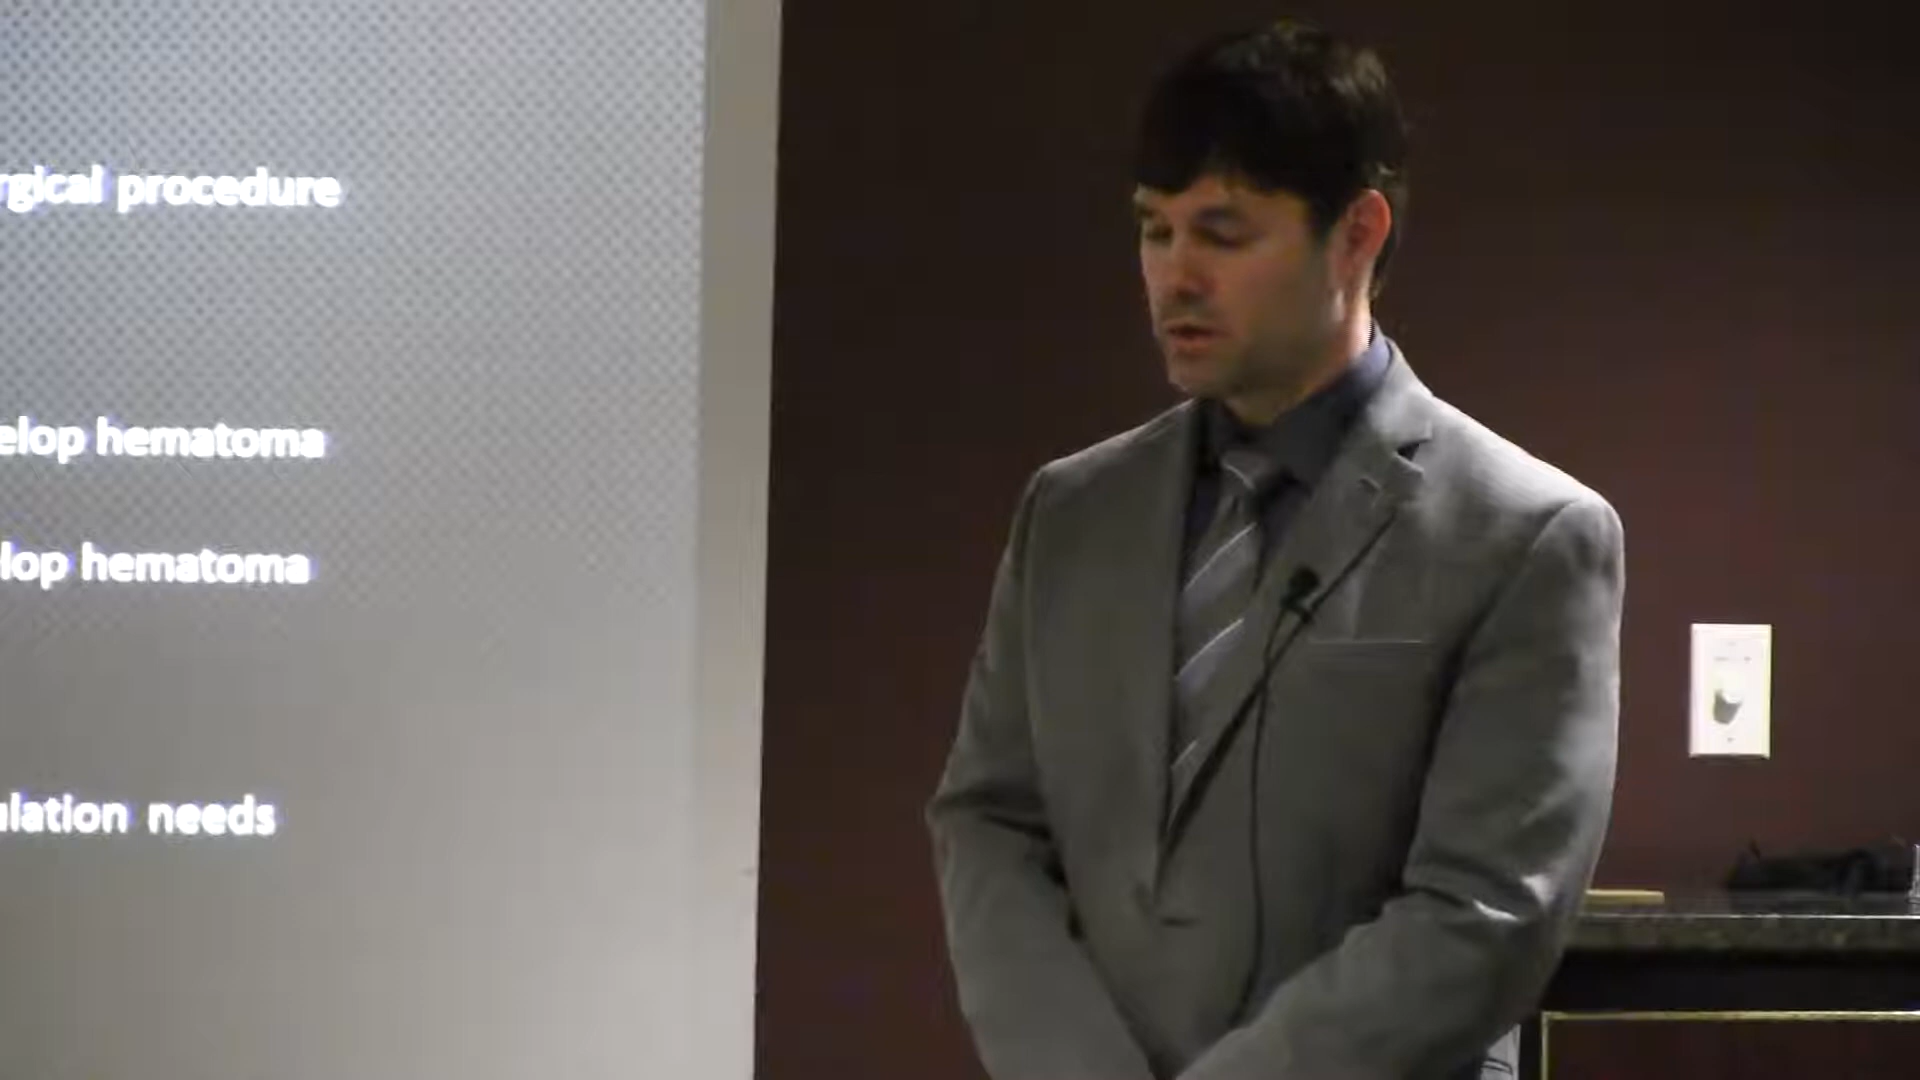 rgical procedure
elop hematoma
lop hematoma
ulation needs